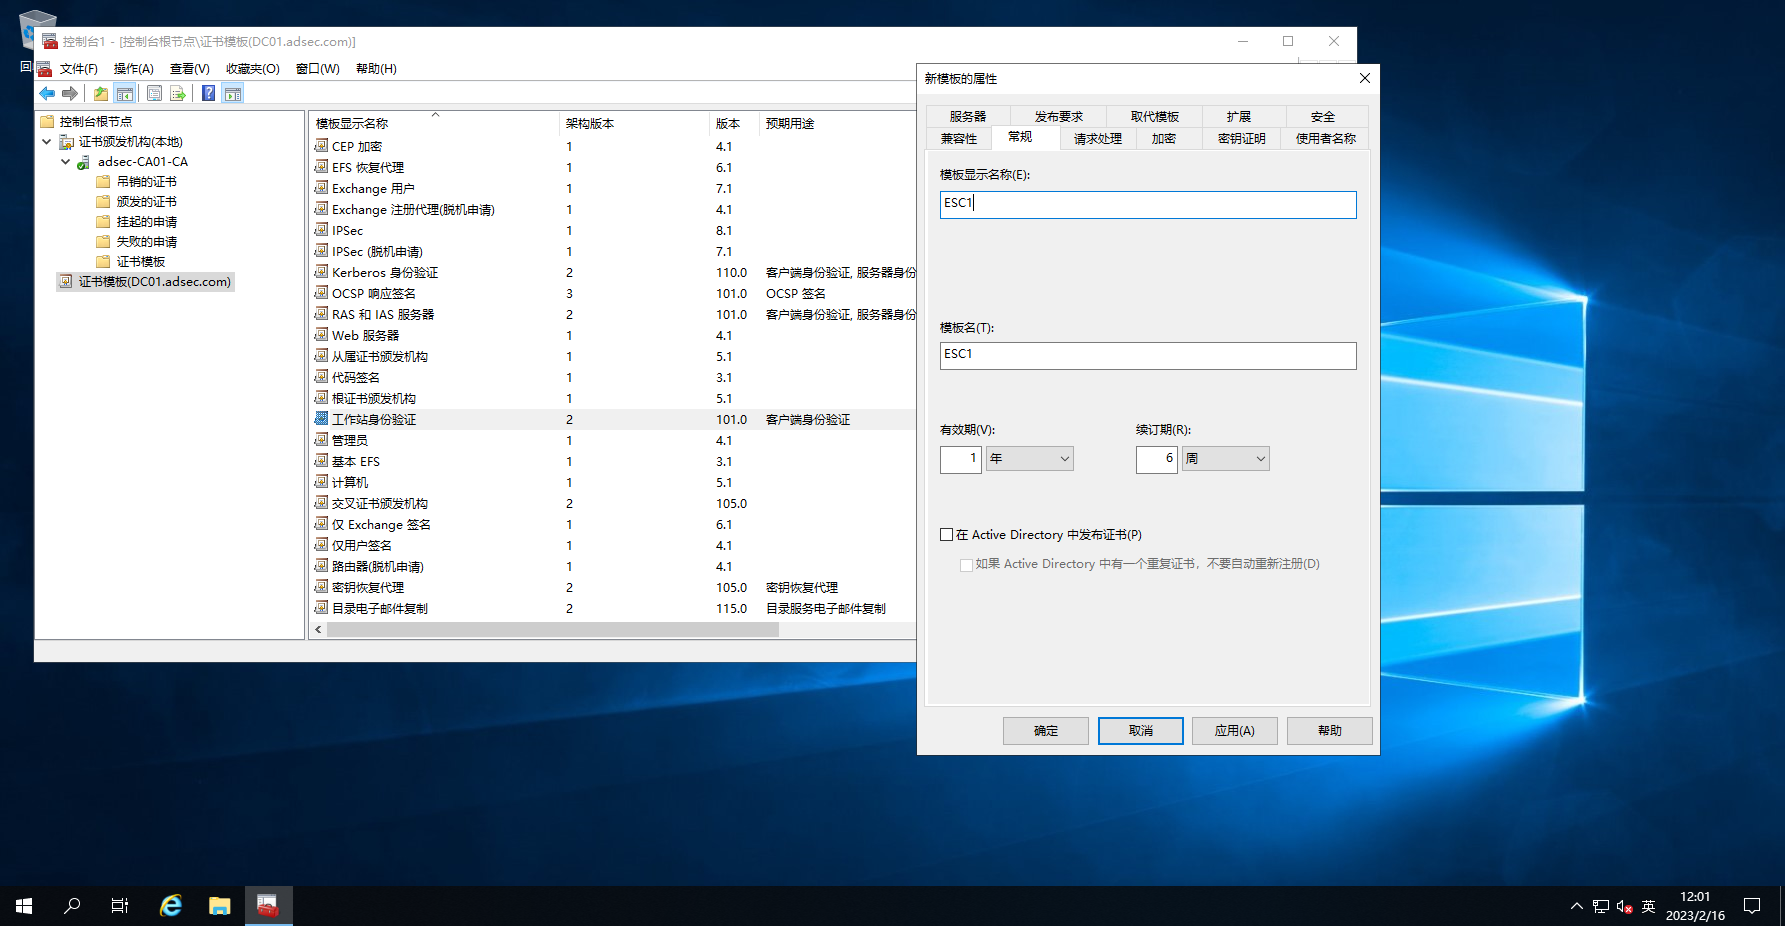 回
控制台1 - [控制台根节点\证书模板(DC01.adsec.com)]
文件(F) 操作(A) 查看(V) 收藏夹(O) 窗口(W) 帮助(H)
控制台根节点
证书颁发机构(本地)
adsec-CA01-CA
吊销的证书
颁发的证书
挂起的申请
失败的申请
证书模板
证书模板(DC01.adsec.com)
模板显示名称 架构版本 版本 预期用途
CEP 加密 1 4.1
EFS 恢复代理 1 6.1
Exchange 用户 1 7.1
Exchange 注册代理(脱机申请) 1 4.1
IPSec 1 8.1
IPSec (脱机申请) 1 7.1
Kerberos 身份验证 2 110.0 客户端身份验证, 服务器身份
OCSP 响应签名 3 101.0 OCSP 签名
RAS 和 IAS 服务器 2 101.0 客户端身份验证, 服务器身份
Web 服务器 1 4.1
从属证书颁发机构 1 5.1
代码签名 1 3.1
根证书颁发机构 1 5.1
工作站身份验证 2 101.0 客户端身份验证
管理员 1 4.1
基本 EFS 1 3.1
计算机 1 5.1
交叉证书颁发机构 2 105.0
仅 Exchange 签名 1 6.1
仅用户签名 1 4.1
路由器(脱机申请) 1 4.1
密钥恢复代理 2 105.0 密钥恢复代理
目录电子邮件复制 2 115.0 目录服务电子邮件复制
新模板的属性
服务器 发布要求 取代模板 扩展 安全
兼容性 常规 请求处理 加密 密钥证明 使用者名称
模板显示名称(E):
ESC1
模板名(T):
ESC1
有效期(V): 续订期(R):
1 年 6 周
在 Active Directory 中发布证书(P)
如果 Active Directory 中有一个重复证书，不要自动重新注册(D)
确定 取消 应用(A) 帮助
英
12:01
2023/2/16